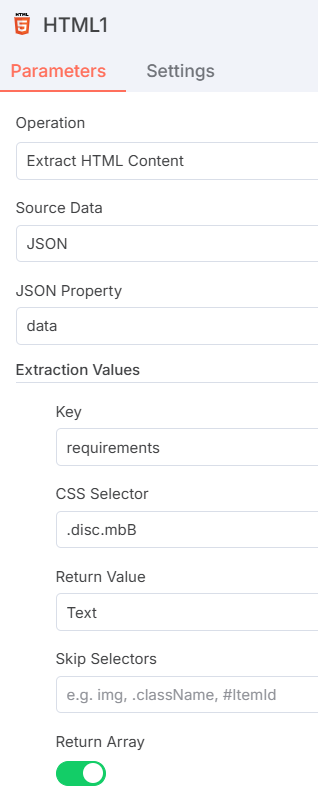 HTML1
Parameters Settings
Operation
Extract HTML Content
Source Data
JSON
JSON Property
data
Extraction Values
Key
requirements
CSS Selector
.disc.mbB
Return Value
Text
Skip Selectors
e.g. img, .className, #ItemId
Return Array